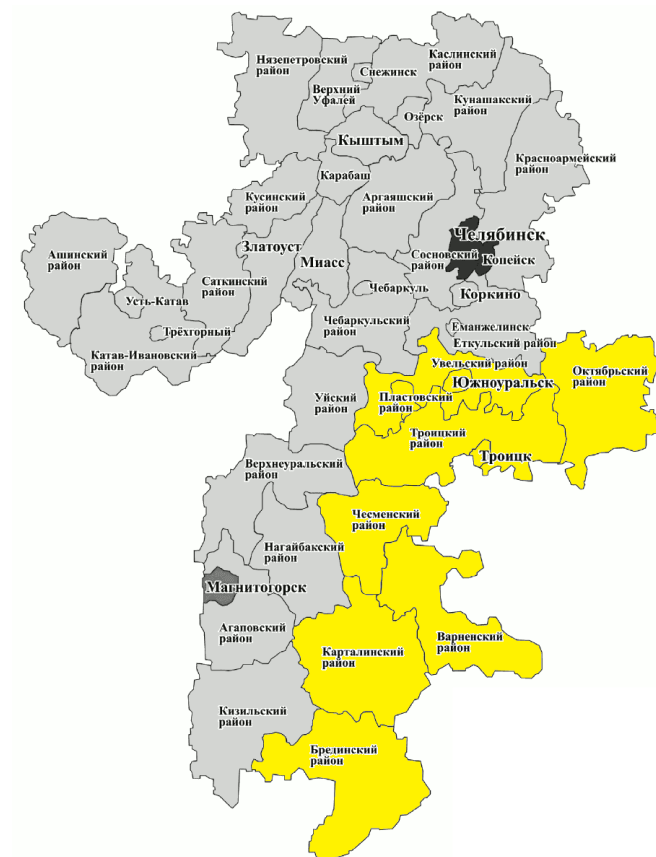 Нязепетровский
район
Верхний
Уфалей
Снежинск
Каслинский
район
Кунашакский
район
Озёрск
Кыштым
Красноармейский
район
Карабаш
Кусинский
район
Аргаяшский
район
Челябинск
Сосновский
район
Копейск
Ашинский
район
Златоуст
Миасс
Саткинский
район
Усть-Катав
Чебаркуль
Коркино
Трёхгорный
Катав-Ивановский
район
Чебаркульский
район
Еманжелинск
Еткульский район
Увельский район
Южноуральск
Октябрьский
район
Уйский
район
Пластовский
район
Троицкий
район
Троицк
Верхнеуральский
район
Чесменский
район
Нагайбакский
район
Магнитогорск
Агаповский
район
Карталинский
район
Варненский
район
Кизильский
район
Брединский
район